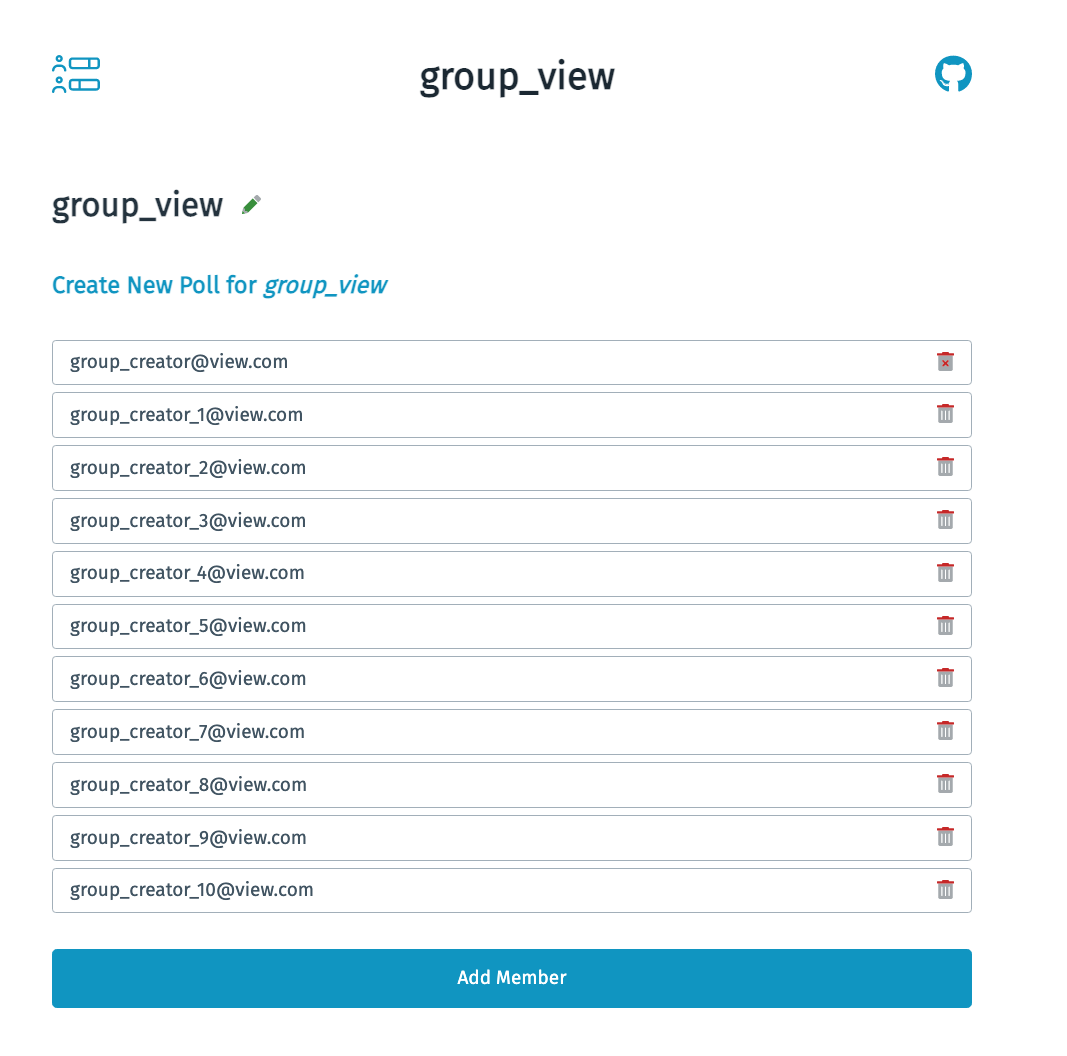 group_view
group_view
Create New Poll for group_view
group_creator@view.com
group_creator_1@view.com
group_creator_2@view.com
group_creator_3@view.com
group_creator_4@view.com
group_creator_5@view.com
group_creator_6@view.com
group_creator_7@view.com
group_creator_8@view.com
group_creator_9@view.com
group_creator_10@view.com
Add Member